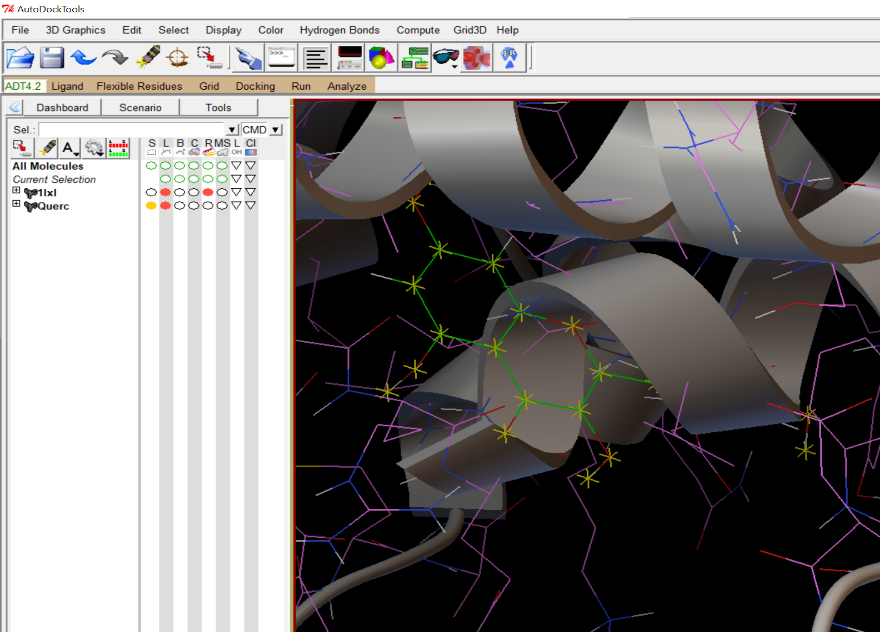 AutoDockTools
File 3D Graphics Edit Select Display Color Hydrogen Bonds Compute Grid3D Help
ADT4.2 Ligand Flexible Residues Grid Docking Run Analyze
Dashboard Scenario Tools
Sel.: CMD
S L B C R MS L Cl
All Molecules
Current Selection
1lxl
Querc